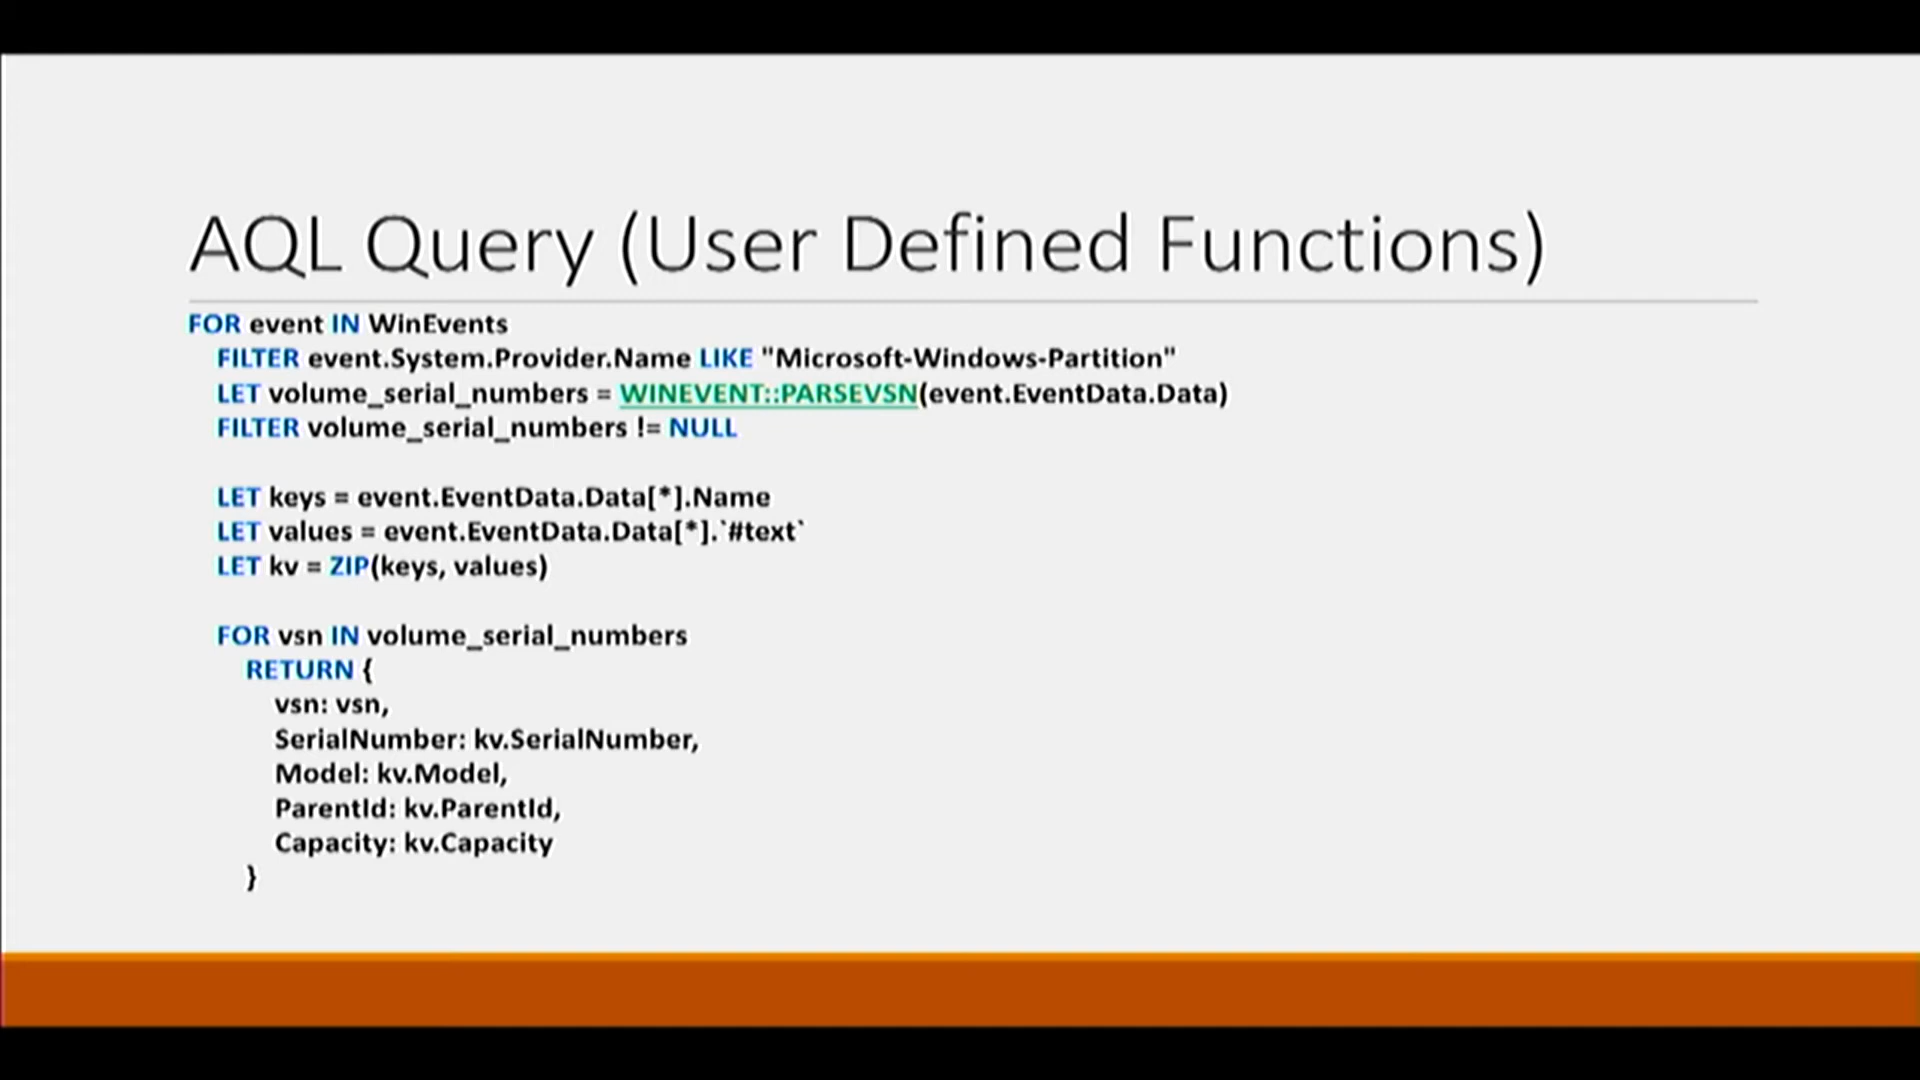 AQL Query (User Defined Functions)
FOR event IN WinEvents
FILTER event.System.Provider.Name LIKE "Microsoft-Windows-Partition"
LET volume_serial_numbers = WINEVENT::PARSEVSN(event.EventData.Data)
FILTER volume_serial_numbers != NULL
LET keys = event.EventData.Data[*].Name
LET values = event.EventData.Data[*].`#text`
LET kv = ZIP(keys, values)
FOR vsn IN volume_serial_numbers
RETURN {
vsn: vsn,
SerialNumber: kv.SerialNumber,
Model: kv.Model,
ParentId: kv.ParentId,
Capacity: kv.Capacity
}